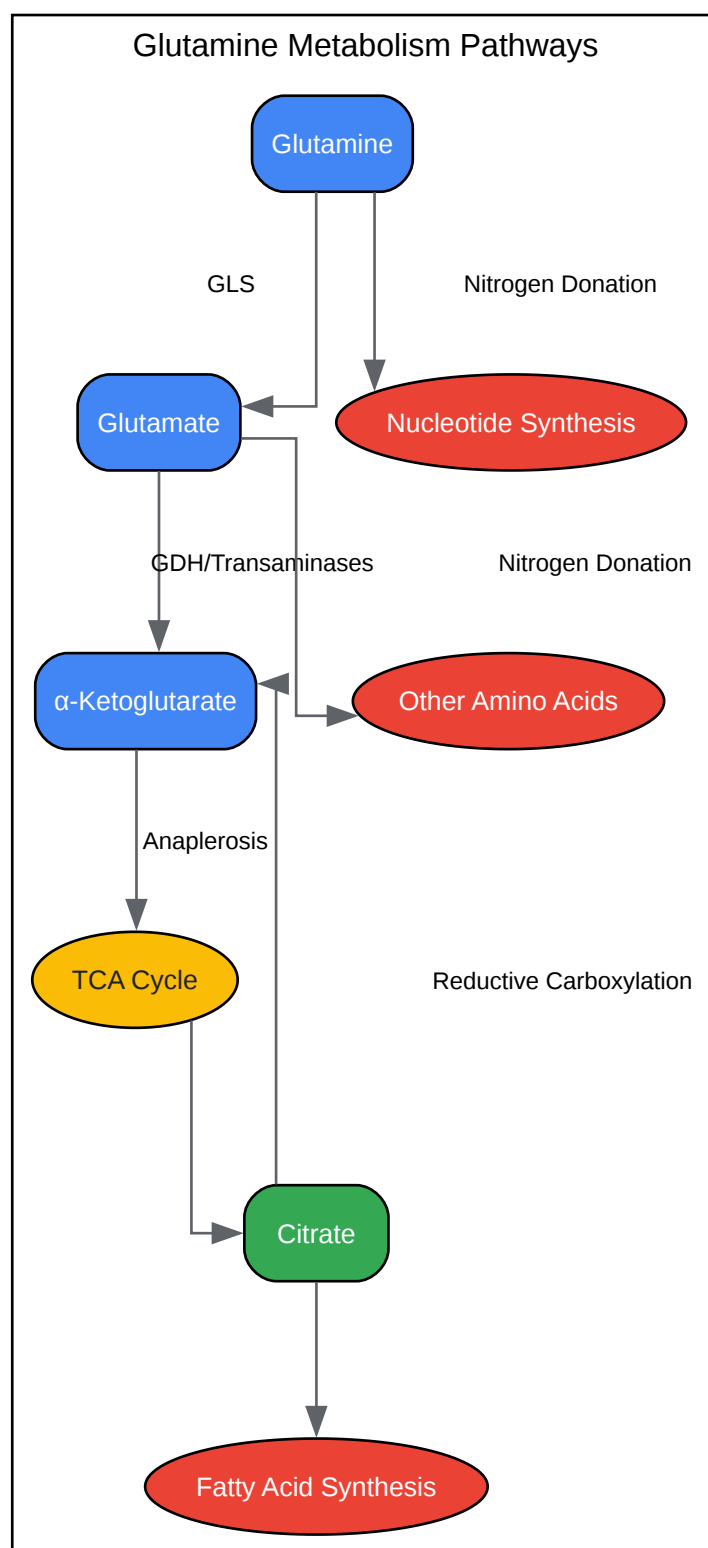 Glutamine Metabolism Pathways
Glutamine
GLS
Nitrogen Donation
Glutamate
Nucleotide Synthesis
GDH/Transaminases
Nitrogen Donation
α-Ketoglutarate
Other Amino Acids
Anaplerosis
TCA Cycle
Reductive Carboxylation
Citrate
Fatty Acid Synthesis